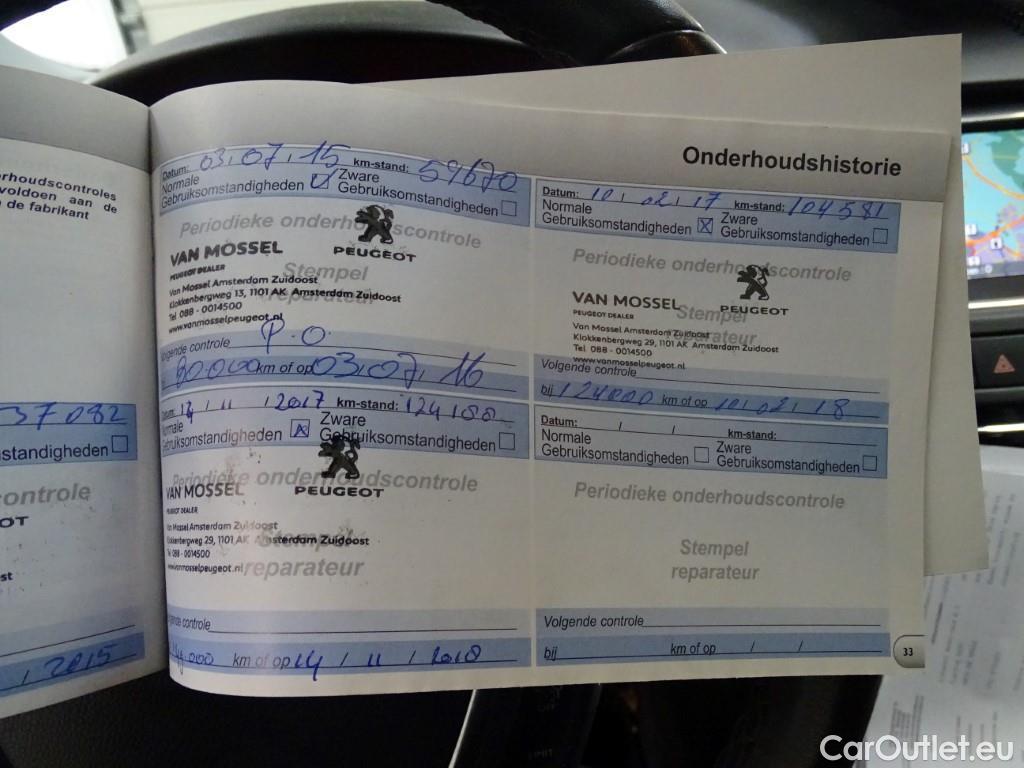 rhoudscontroles
voldoen aan de
de fabrikant
37082
standigheden
controle
OT
st
/ 2015
Onderhoudshistorie
Datum: 03.07.15 km-stand: 59670
Normale Gebruiksomstandigheden
Zware Gebruiksomstandigheden
Periodieke onderhoudscontrole
VAN MOSSEL
PEUGEOT DEALER
PEUGEOT
Stempel
reparateur
Van Mossel Amsterdam Zuidoost
Klokkenbergweg 13, 1101 AK Amsterdam Zuidoost
Tel 088 - 0014500
www.vanmosselpeugeot.nl
Volgende controle P.O.
80.000 km of op 03.07.16
Datum: 10.02.17 km-stand: 104581
Normale Gebruiksomstandigheden
Zware Gebruiksomstandigheden
Periodieke onderhoudscontrole
VAN MOSSEL
PEUGEOT DEALER
PEUGEOT
Stempel
reparateur
Van Mossel Amsterdam Zuidoost
Klokkenbergweg 29, 1101 AK Amsterdam Zuidoost
Tel 088 - 0014500
www.vanmosselpeugeot.nl
Volgende controle
bij 124000 km of op 10.02.18
Datum: 14 / 11 / 2017 km-stand: 124188
Normale Gebruiksomstandigheden
Zware Gebruiksomstandigheden
Periodieke onderhoudscontrole
VAN MOSSEL
PEUGEOT DEALER
PEUGEOT
Van Mossel Amsterdam Zuidoost
Klokkenbergweg 29, 1101 AK Amsterdam Zuidoost
Stempel
Tel 088 - 0014500
www.vanmosselpeugeot.nl
reparateur
Volgende controle
km of op 14 / 11 / 2018
Datum: / / km-stand:
Normale Gebruiksomstandigheden
Zware Gebruiksomstandigheden
Periodieke onderhoudscontrole
Stempel
reparateur
Volgende controle
bij km of op / /
33
CarOutlet.eu